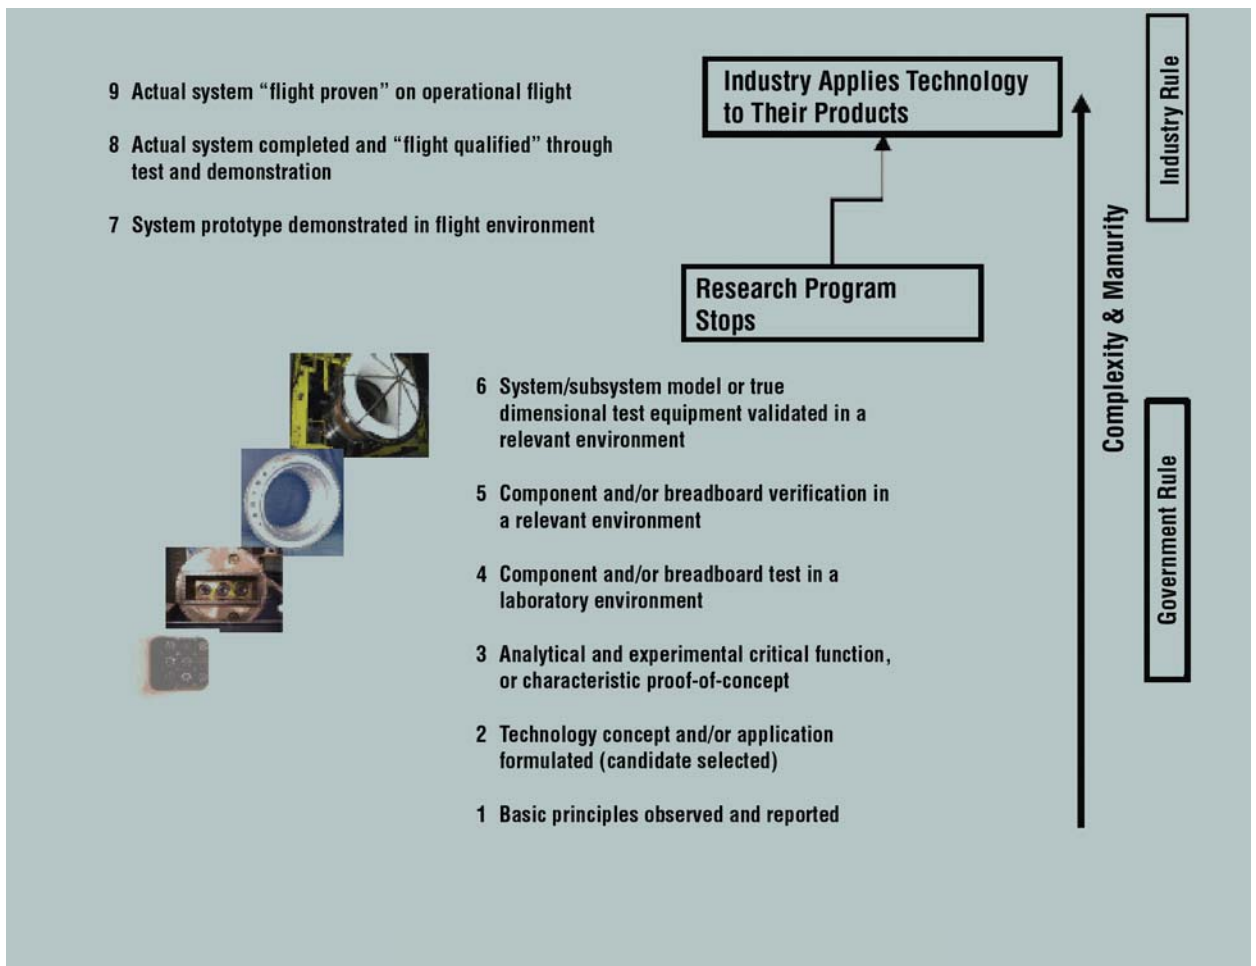 9 Actual system “flight proven” on operational flight
8 Actual system completed and “flight qualified” through
test and demonstration
7 System prototype demonstrated in flight environment
Industry Applies Technology
to Their Products
Research Program
Stops
6 System/subsystem model or true
dimensional test equipment validated in a
relevant environment
5 Component and/or breadboard verification in
a relevant environment
4 Component and/or breadboard test in a
laboratory environment
3 Analytical and experimental critical function,
or characteristic proof-of-concept
2 Technology concept and/or application
formulated (candidate selected)
1 Basic principles observed and reported
Complexity & Manurity
Industry Rule
Government Rule